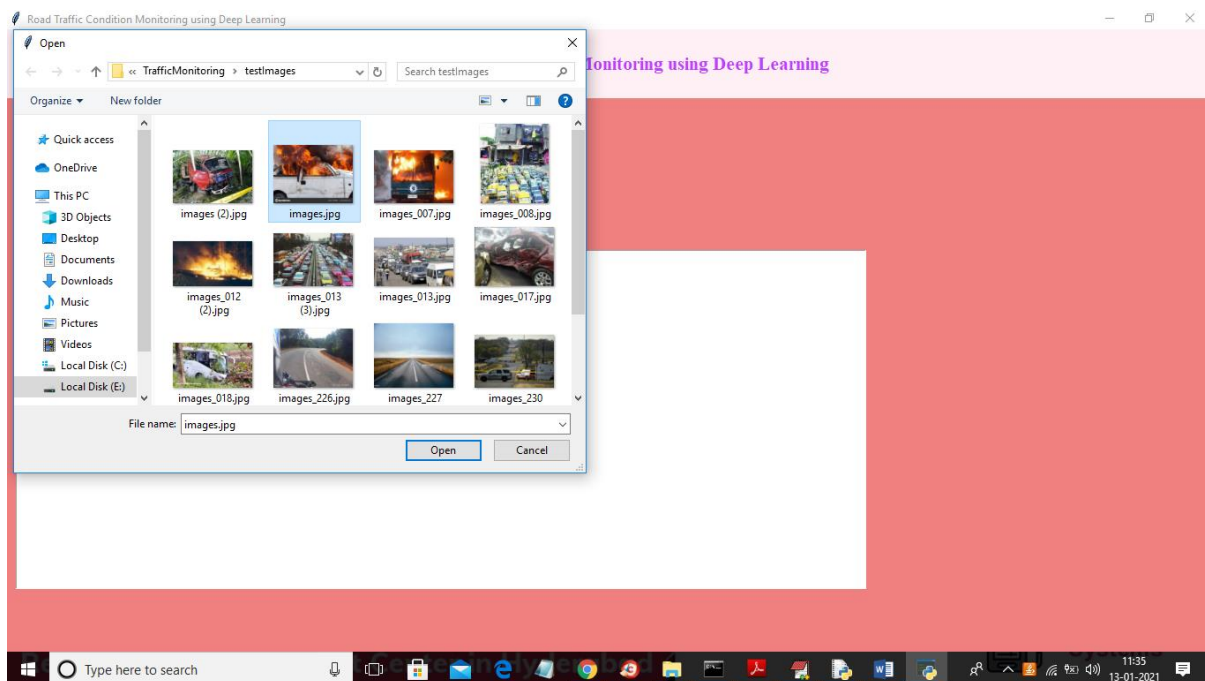 Road Traffic Condition Monitoring using Deep Learning
Open
Monitoring using Deep Learning
« TrafficMonitoring › testImages
Search testImages
Organize
New folder
Quick access
OneDrive
This PC
3D Objects
Desktop
Documents
Downloads
Music
Pictures
Videos
Local Disk (C:)
Local Disk (E:)
images (2).jpg
images.jpg
images_007.jpg
images_008.jpg
images_012
(2).jpg
images_013
(3).jpg
images_013.jpg
images_017.jpg
images_018.jpg
images_226.jpg
images_227
images_230
File name:
images.jpg
Open
Cancel
Type here to search
11:35
13-01-2021